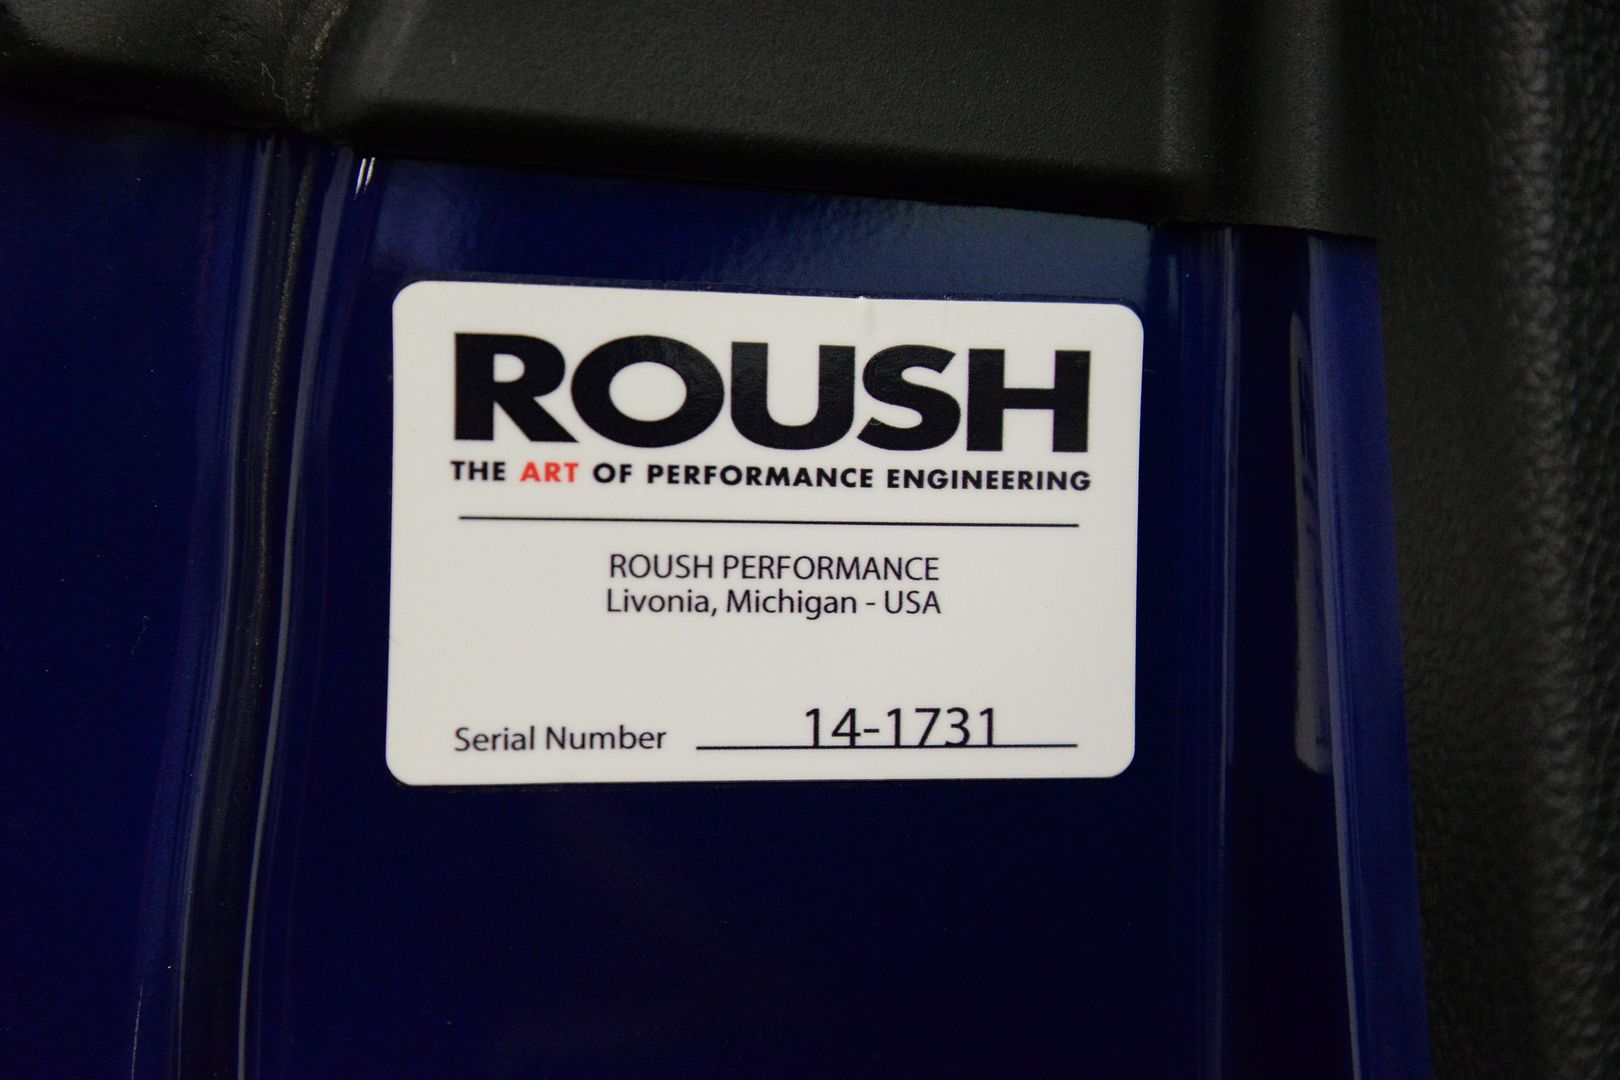 ROUSH
THE ART OF PERFORMANCE ENGINEERING
ROUSH PERFORMANCE
Livonia, Michigan - USA
Serial Number 14-1731